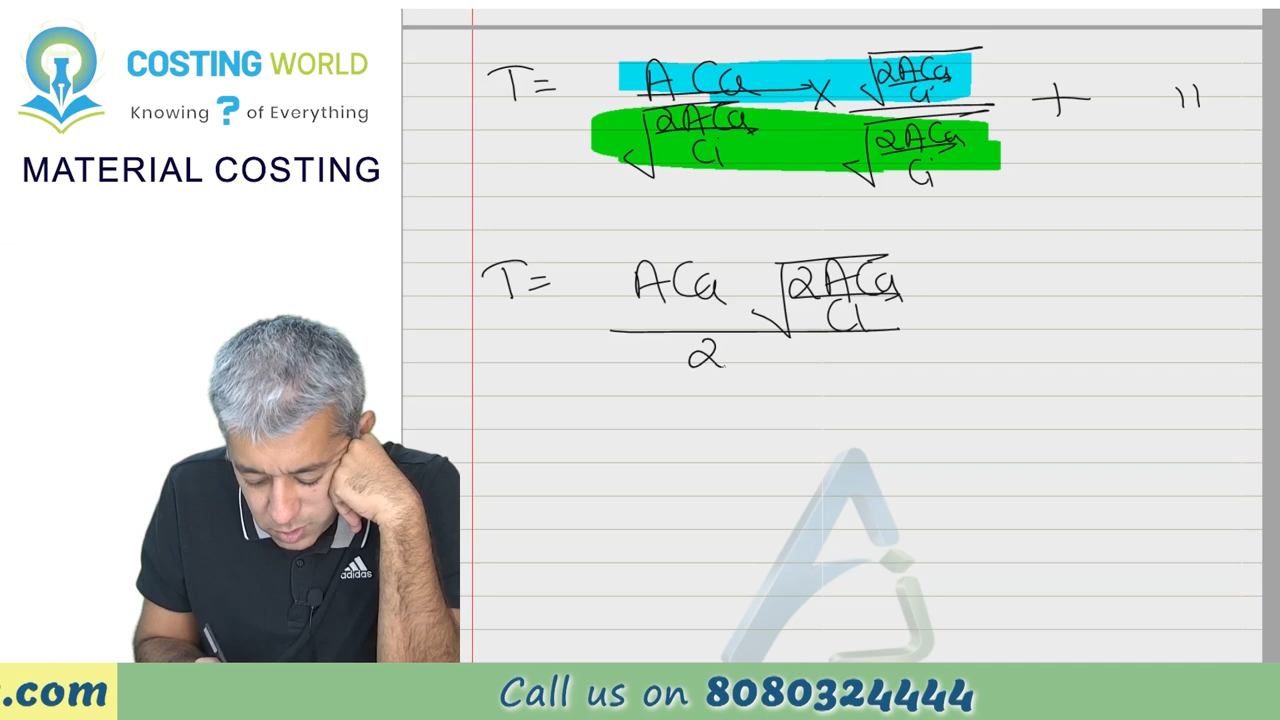 COSTING WORLD
Knowing ? of Everything
MATERIAL COSTING
T = A Ca / √(2ACa / Ci) × √(2ACa / Ci) / √(2ACa / Ci) + "
T = ACa √(2ACa / Ci) / 2
adidas
.com
Call us on 8080324444